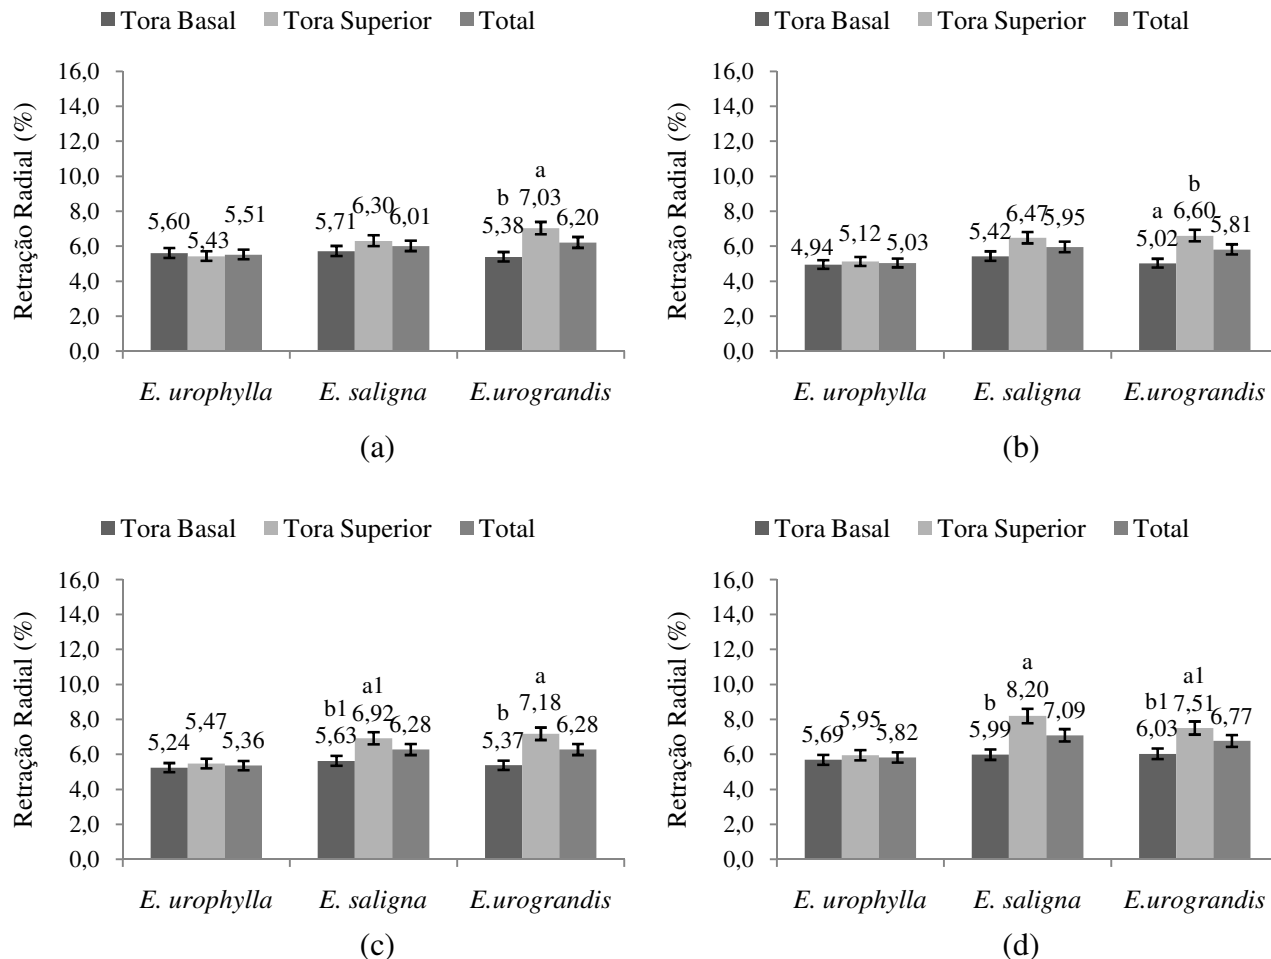 Tora Basal Tora Superior Total
Retração Radial (%)
16,0
14,0
12,0
10,0
8,0
6,0
4,0
2,0
0,0
a
b
5,60 5,43 5,51 5,71 6,30 6,01 5,38 7,03 6,20
E. urophylla E. saligna E.urograndis
(a)
Tora Basal Tora Superior Total
Retração Radial (%)
16,0
14,0
12,0
10,0
8,0
6,0
4,0
2,0
0,0
b
a
4,94 5,12 5,03 5,42 6,47 5,95 5,02 6,60 5,81
E. urophylla E. saligna E.urograndis
(b)
Tora Basal Tora Superior Total
Retração Radial (%)
16,0
14,0
12,0
10,0
8,0
6,0
4,0
2,0
0,0
a1 a
b1 b
5,24 5,47 5,36 5,63 6,92 6,28 5,37 7,18 6,28
E. urophylla E. saligna E.urograndis
(c)
Tora Basal Tora Superior Total
Retração Radial (%)
16,0
14,0
12,0
10,0
8,0
6,0
4,0
2,0
0,0
a a1
b b1
5,69 5,95 5,82 5,99 8,20 7,09 6,03 7,51 6,77
E. urophylla E. saligna E.urograndis
(d)